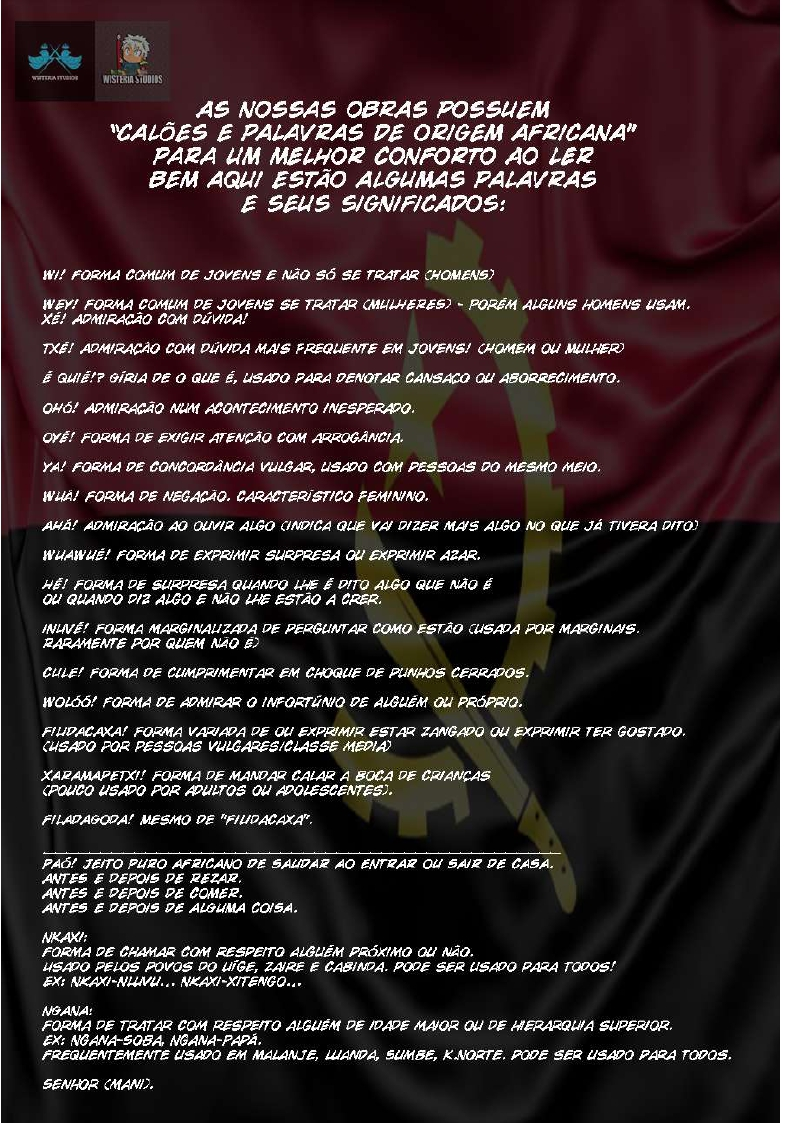 WISTERIA STUDIOS
WISTERIA STUDIOS
AS NOSSAS OBRAS POSSUEM
"CALÕES E PALAVRAS DE ORIGEM AFRICANA"
PARA UM MELHOR CONFORTO AO LER
BEM AQUI ESTÃO ALGUMAS PALAVRAS
E SEUS SIGNIFICADOS:
WI! FORMA COMUM DE JOVENS E NÃO SÓ SE TRATAR (HOMENS)
WEY! FORMA COMUM DE JOVENS SE TRATAR (MULHERES) - PORÉM ALGUNS HOMENS USAM.
XÉ! ADMIRAÇÃO COM DÚVIDA!
TXÉ! ADMIRAÇÃO COM DÚVIDA MAIS FREQUENTE EM JOVENS! (HOMEM OU MULHER)
É QUIÉ!? GÍRIA DE O QUE É, USADO PARA DENOTAR CANSAÇO OU ABORRECIMENTO.
OHÓ! ADMIRAÇÃO NUM ACONTECIMENTO INESPERADO.
OYÉ! FORMA DE EXIGIR ATENÇÃO COM ARROGÂNCIA.
YA! FORMA DE CONCORDÂNCIA VULGAR, USADO COM PESSOAS DO MESMO MEIO.
WUÁ! FORMA DE NEGAÇÃO. CARACTERÍSTICO FEMININO.
AHÁ! ADMIRAÇÃO AO OUVIR ALGO (INDICA QUE VAI DIZER MAIS ALGO NO QUE JÁ TIVERA DITO)
WUAWUÉ! FORMA DE EXPRIMIR SURPRESA OU EXPRIMIR AZAR.
HÉ! FORMA DE SURPRESA QUANDO LHE É DITO ALGO QUE NÃO É
OU QUANDO DIZ ALGO E NÃO LHE ESTÃO A CRER.
INUVÉ! FORMA MARGINALIZADA DE PERGUNTAR COMO ESTÃO (USADA POR MARGINAIS.
RARAMENTE POR QUEM NÃO É)
CULE! FORMA DE CUMPRIMENTAR EM CHOQUE DE PUNHOS CERRADOS.
WOLÓÓ! FORMA DE ADMIRAR O INFORTÚNIO DE ALGUÉM OU PRÓPRIO.
FIUDACAXA! FORMA VARIADA DE OU EXPRIMIR ESTAR ZANGADO OU EXPRIMIR TER GOSTADO.
(USADO POR PESSOAS VULGARES/CLASSE MEDIA)
XARAMAPETXI! FORMA DE MANDAR CALAR A BOCA DE CRIANÇAS
(POUCO USADO POR ADULTOS OU ADOLESCENTES).
FILADAGODA! MESMO DE "FIUDACAXA".
PAÓ! JEITO PURO AFRICANO DE SAUDAR AO ENTRAR OU SAIR DE CASA.
ANTES E DEPOIS DE REZAR.
ANTES E DEPOIS DE COMER.
ANTES E DEPOIS DE ALGUMA COISA.
NKAXI:
FORMA DE CHAMAR COM RESPEITO ALGUÉM PRÓXIMO OU NÃO.
USADO PELOS POVOS DO UÍGE, ZAIRE E CABINDA. PODE SER USADO PARA TODOS!
EX: NKAXI-NUVU... NKAXI-XITENGO...
NGANA:
FORMA DE TRATAR COM RESPEITO ALGUÉM DE IDADE MAIOR OU DE HIERARQUIA SUPERIOR.
EX: NGANA-SOBA, NGANA-PAPÁ.
FREQUENTEMENTE USADO EM MALANJE, LUANDA, SUMBE, K.NORTE. PODE SER USADO PARA TODOS.
SENHOR (MANI).